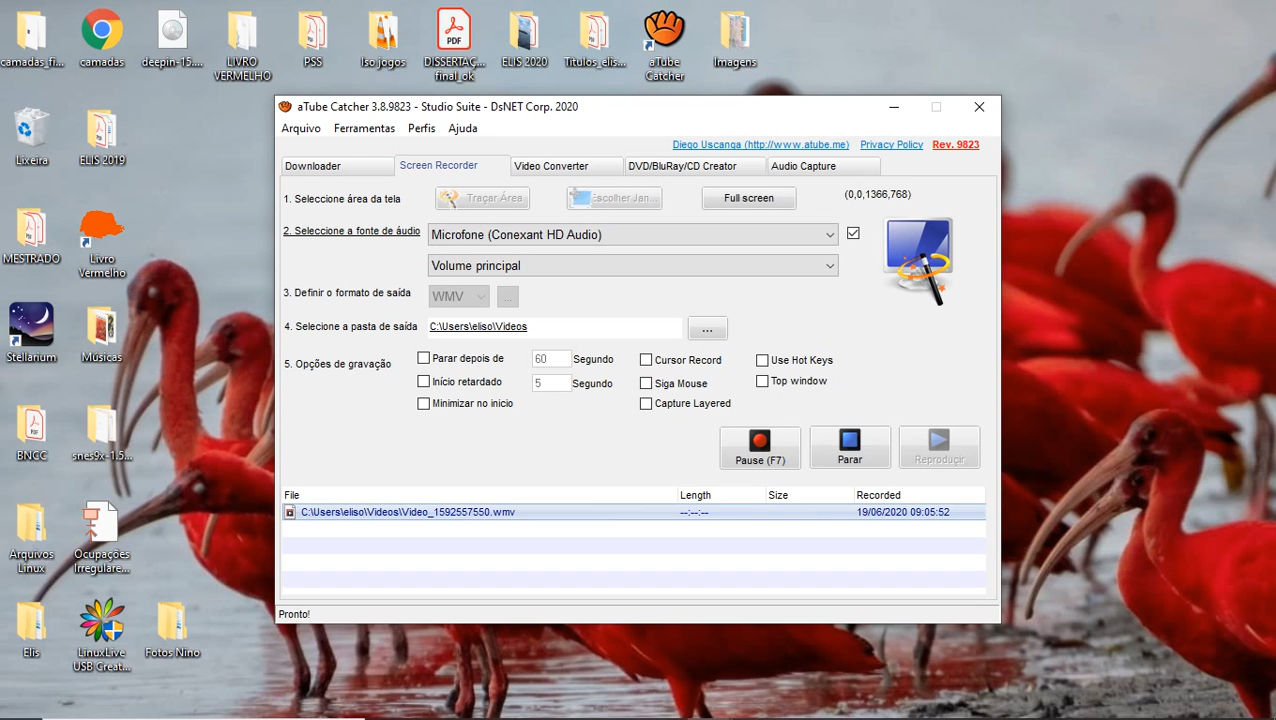 camadas_fi...
camadas
deepin-15....
LIVRO
VERMELHO
PSS
Iso jogos
PDF
DISSERTAÇ...
final_ok
ELIS 2020
Titulos_elis...
aTube
Catcher
Imagens
Lixeira
ELIS 2019
MESTRADO
Livro
Vermelho
Stellarium
Músicas
BNCC
snes9x-1.5...
Arquivos
Linux
Ocupações
Irregulare...
Elis
LinuxLive
USB Creat...
Fotos Nino
aTube Catcher 3.8.9823 - Studio Suite - DsNET Corp. 2020
Arquivo Ferramentas Perfis Ajuda
Diego Uscanga (http://www.atube.me) Privacy Policy Rev. 9823
Downloader Screen Recorder Video Converter DVD/BluRay/CD Creator Audio Capture
1. Seleccione área da tela Traçar Área Escolher Jan... Full screen (0,0,1366,768)
2. Seleccione a fonte de áudio Microfone (Conexant HD Audio)
Volume principal
3. Definir o formato de saída WMV ...
4. Selecione a pasta de saída C:\Users\eliso\Videos ...
5. Opções de gravação Parar depois de 60 Segundo Cursor Record Use Hot Keys
Início retardado 5 Segundo Siga Mouse Top window
Minimizar no inicio Capture Layered
Pause (F7) Parar Reproduçir
File Length Size Recorded
C:\Users\eliso\Videos\Video_1592557550.wmv --:--:-- 19/06/2020 09:05:52
Pronto!